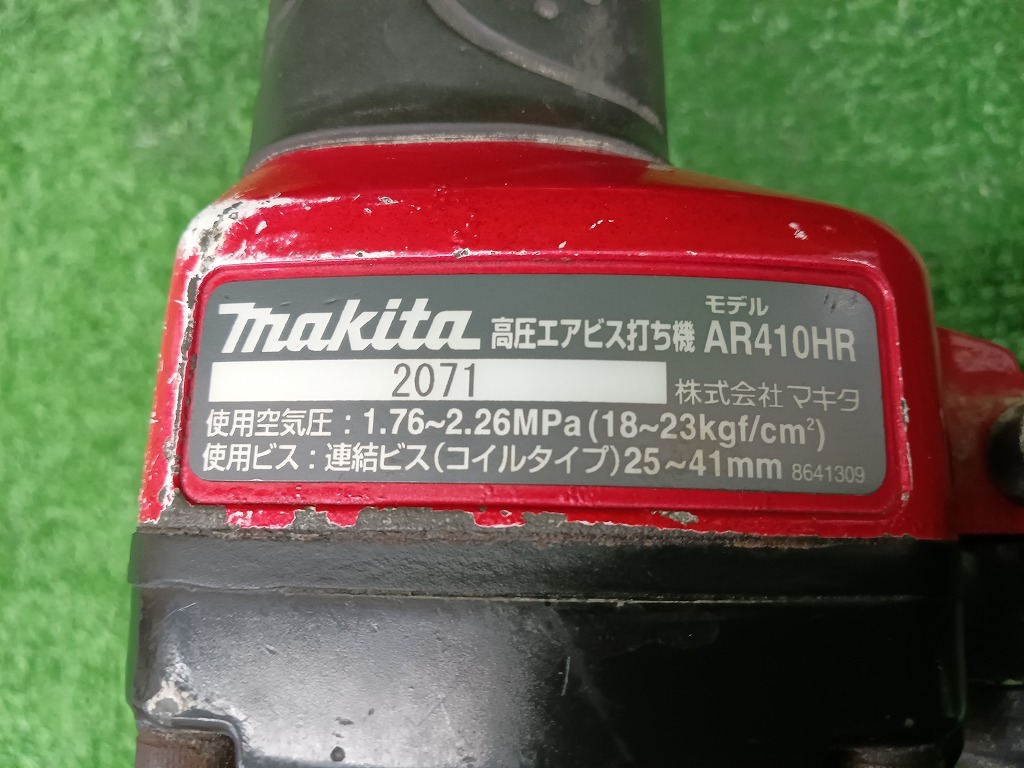 makita 高圧エアビス打ち機 モデル AR410HR
2071 株式会社 マキタ
使用空気圧：1.76~2.26MPa(18~23kgf/cm²)
使用ビス：連結ビス(コイルタイプ)25~41mm 8641309